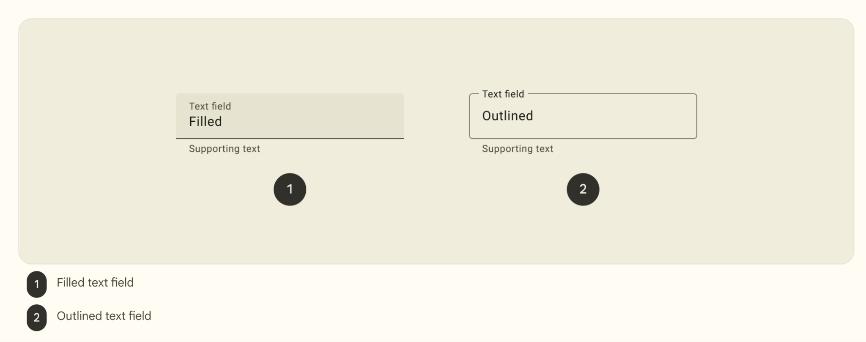 Text field
Filled
Supporting text
1
Text field
Outlined
Supporting text
2
1 Filled text field
2 Outlined text field